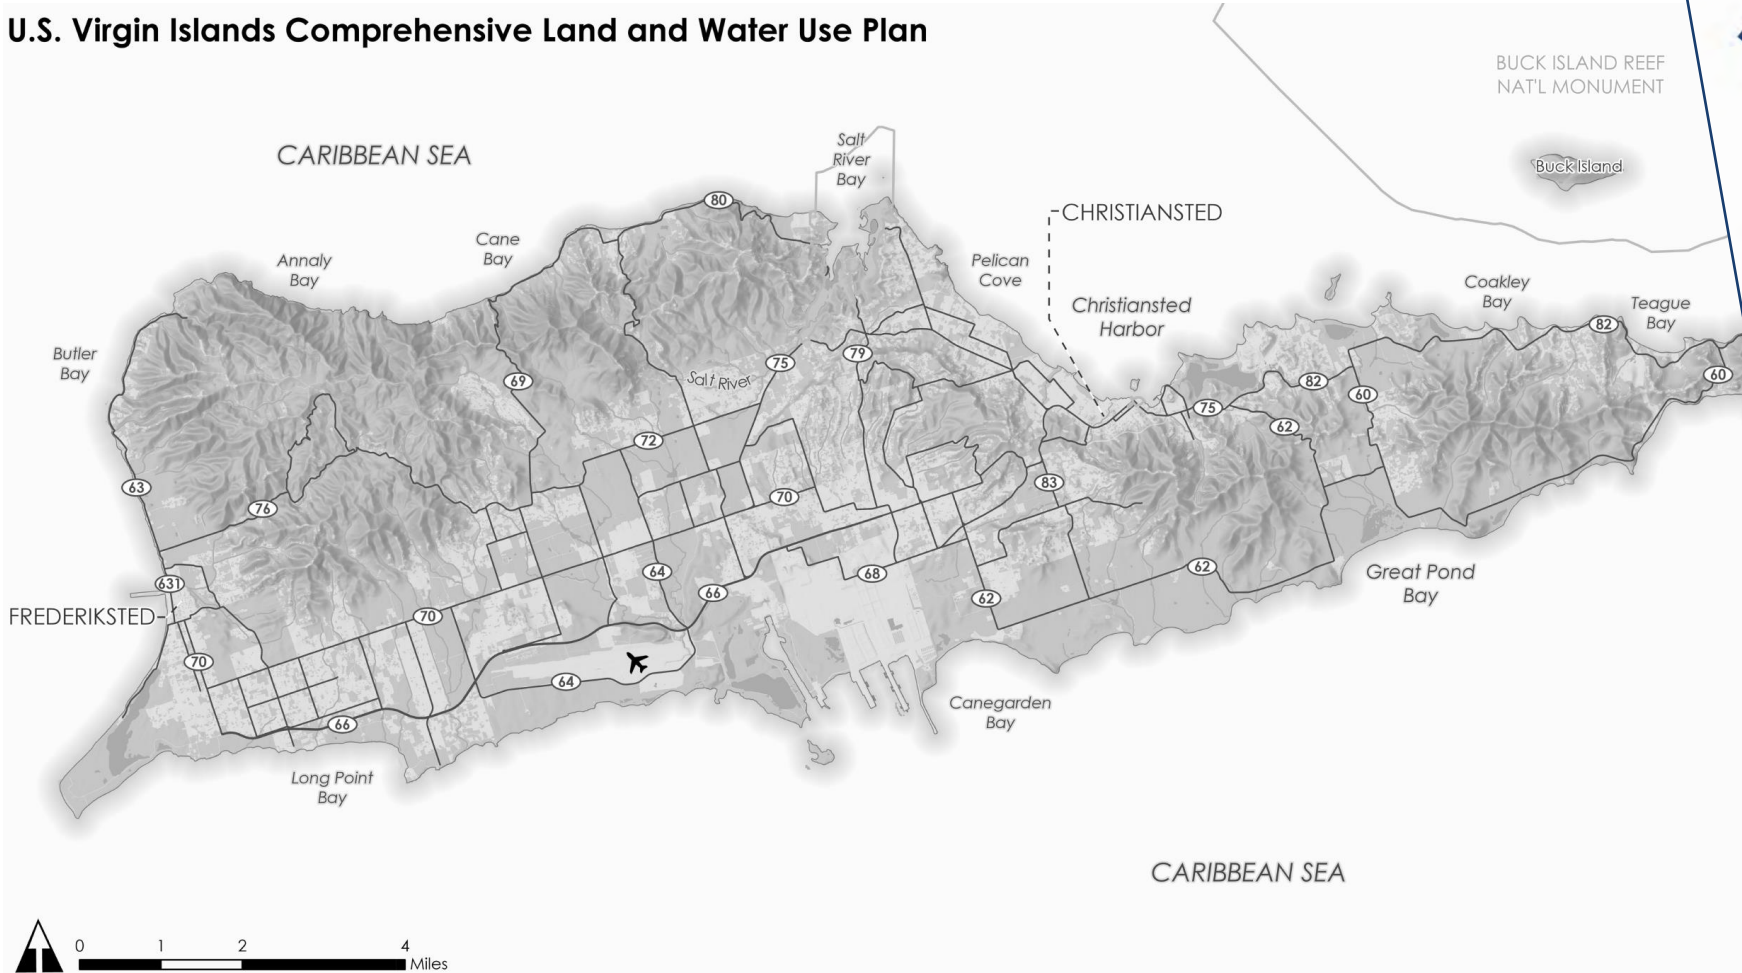 U.S. Virgin Islands Comprehensive Land and Water Use Plan
BUCK ISLAND REEF
NAT'L MONUMENT
CARIBBEAN SEA
Salt
River
Bay
Buck Island
80
CHRISTIANSTED
Cane
Bay
Annaly
Bay
Pelican
Cove
Christiansted
Harbor
Coakley
Bay
Teague
Bay
82
Butler
Bay
79
75
Salt River
69
82
60
60
75
62
72
63
76
70
83
631
64
66
68
62
62
Great Pond
Bay
FREDERIKSTED
70
70
64
66
Canegarden
Bay
Long Point
Bay
CARIBBEAN SEA
0 1 2 4
Miles